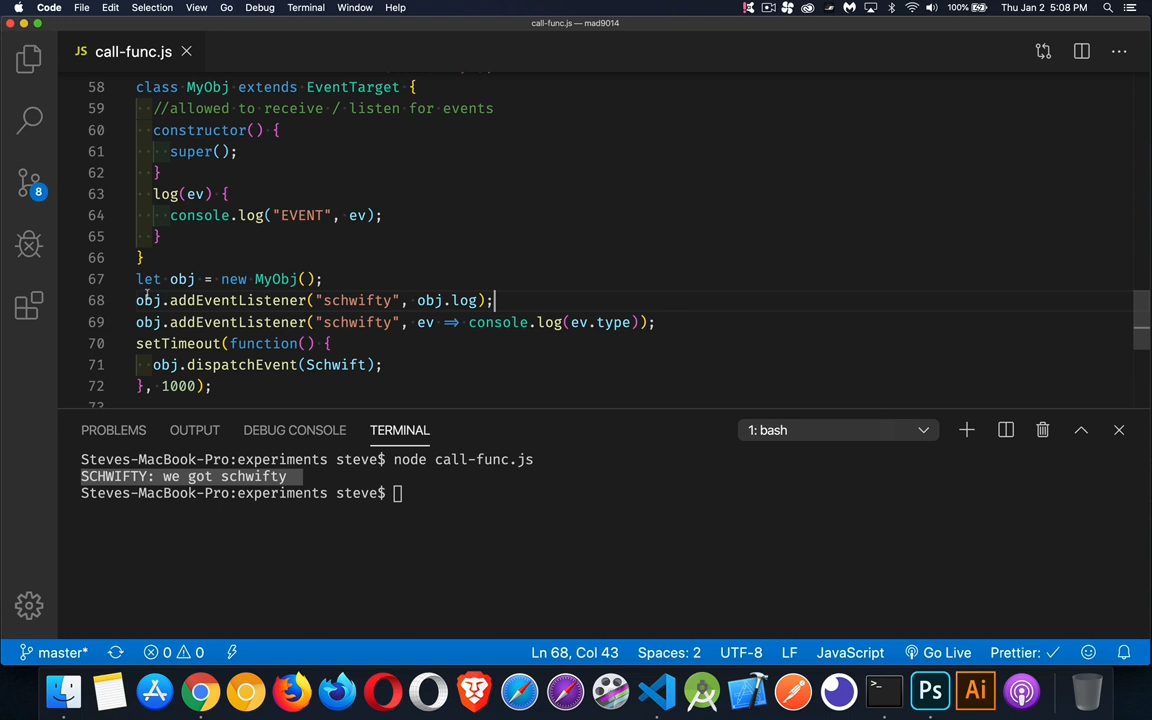 Code File Edit Selection View Go Debug Terminal Window Help 100% Thu Jan 2 5:08 PM
call-func.js — mad9014
JS call-func.js
58 class MyObj extends EventTarget {
59 //allowed to receive / listen for events
60 constructor() {
61 super();
62 }
63 log(ev) {
64 console.log("EVENT", ev);
65 }
66 }
67 let obj = new MyObj();
68 obj.addEventListener("schwifty", obj.log);
69 obj.addEventListener("schwifty", ev => console.log(ev.type));
70 setTimeout(function() {
71 obj.dispatchEvent(Schwift);
72 }, 1000);
73
8
PROBLEMS OUTPUT DEBUG CONSOLE TERMINAL 1: bash
Steves-MacBook-Pro:experiments steve$ node call-func.js
SCHWIFTY: we got schwifty
Steves-MacBook-Pro:experiments steve$
master* 0 0 Ln 68, Col 43 Spaces: 2 UTF-8 LF JavaScript Go Live Prettier: ✓
>_ Ps Ai